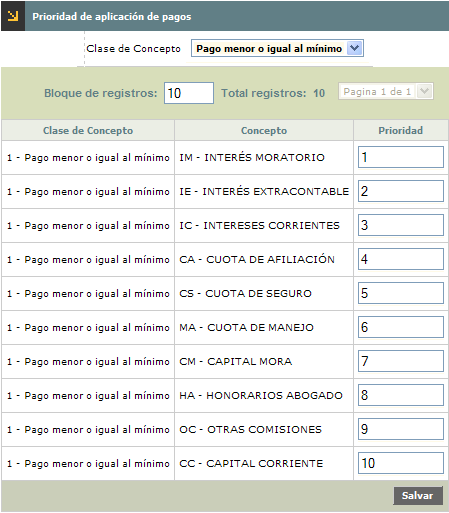 Prioridad de aplicación de pagos
Clase de Concepto Pago menor o igual al mínimo
Bloque de registros: 10 Total registros: 10 Pagina 1 de 1
Clase de Concepto Concepto Prioridad
1 - Pago menor o igual al mínimo IM - INTERÉS MORATORIO 1
1 - Pago menor o igual al mínimo IE - INTERÉS EXTRACONTABLE 2
1 - Pago menor o igual al mínimo IC - INTERESES CORRIENTES 3
1 - Pago menor o igual al mínimo CA - CUOTA DE AFILIACIÓN 4
1 - Pago menor o igual al mínimo CS - CUOTA DE SEGURO 5
1 - Pago menor o igual al mínimo MA - CUOTA DE MANEJO 6
1 - Pago menor o igual al mínimo CM - CAPITAL MORA 7
1 - Pago menor o igual al mínimo HA - HONORARIOS ABOGADO 8
1 - Pago menor o igual al mínimo OC - OTRAS COMISIONES 9
1 - Pago menor o igual al mínimo CC - CAPITAL CORRIENTE 10
Salvar